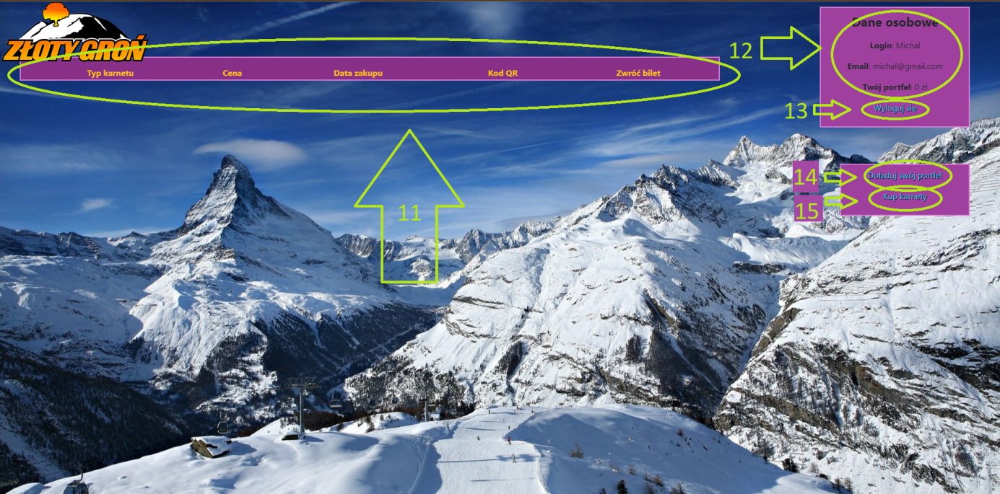 ZŁOTY GROŃ
Typ karnetu Cena Data zakupu Kod QR Zwróć bilet
11
12
Dane osobowe
Login: Michal
Email: michal@gmail.com
Twój portfel: 0 zł
13
Wyloguj się
14
Doładuj swój portfel
15
Kup karnety